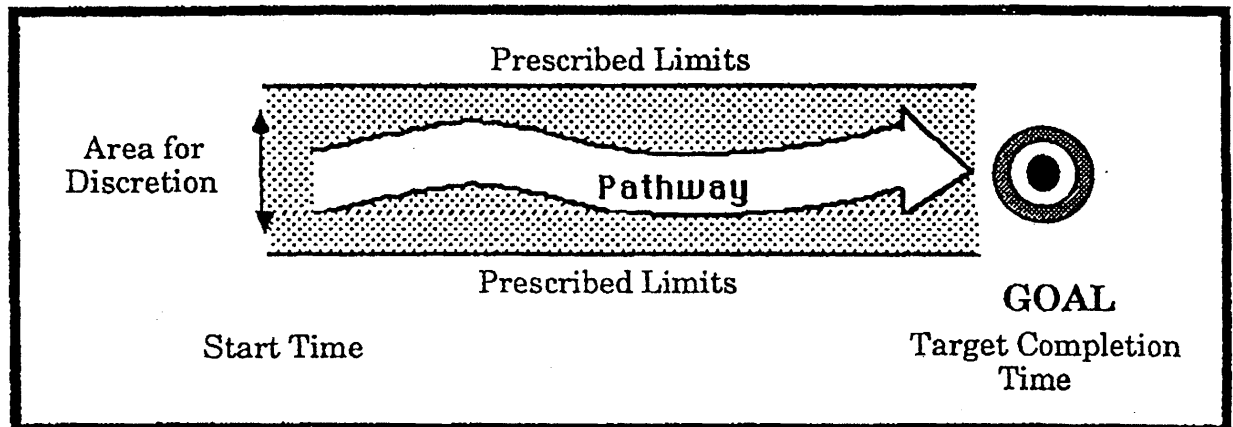 Prescribed Limits
Area for
Discretion
Pathway
Prescribed Limits
GOAL
Start Time
Target Completion
Time